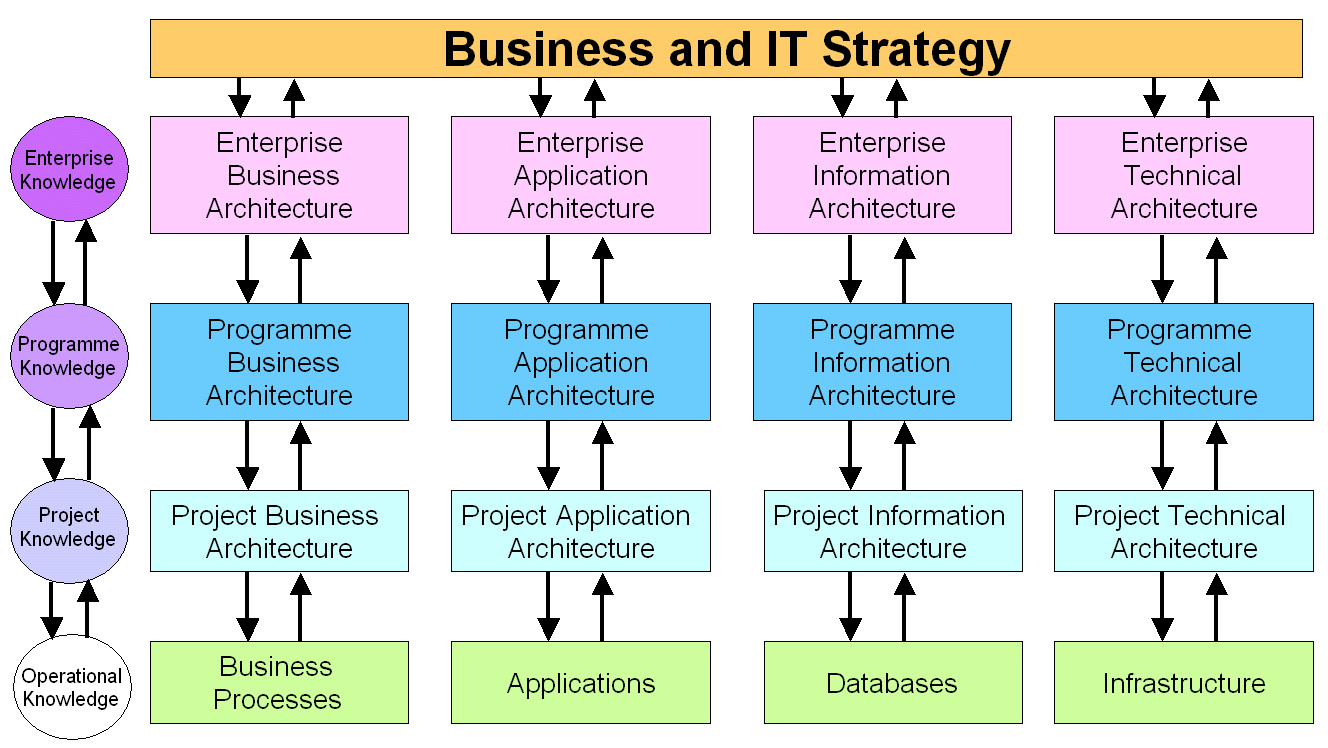 Business and IT Strategy
Enterprise
Knowledge
Enterprise
Business
Architecture
Enterprise
Application
Architecture
Enterprise
Information
Architecture
Enterprise
Technical
Architecture
Programme
Knowledge
Programme
Business
Architecture
Programme
Application
Architecture
Programme
Information
Architecture
Programme
Technical
Architecture
Project
Knowledge
Project Business
Architecture
Project Application
Architecture
Project Information
Architecture
Project Technical
Architecture
Operational
Knowledge
Business
Processes
Applications
Databases
Infrastructure